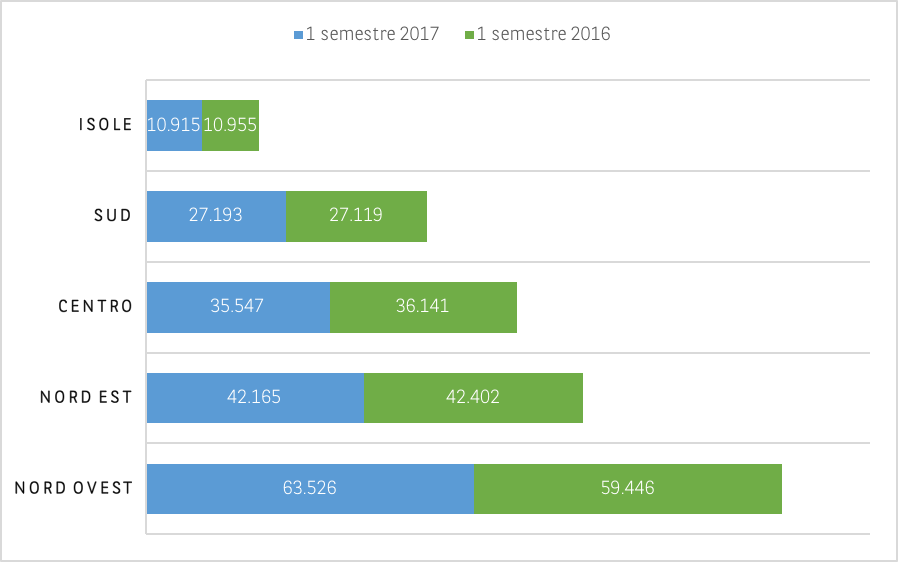 1 semestre 2017 1 semestre 2016
ISOLE 10.915 10.955
SUD 27.193 27.119
CENTRO 35.547 36.141
NORD EST 42.165 42.402
NORD OVEST 63.526 59.446